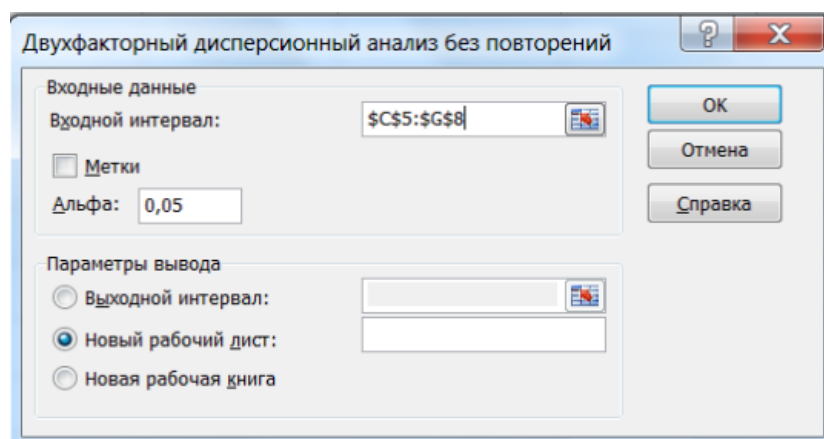 Двухфакторный дисперсионный анализ без повторений
Входные данные
Входной интервал: $C$5:$G$8
Метки
Альфа: 0,05
Параметры вывода
Выходной интервал:
Новый рабочий лист:
Новая рабочая книга
ОК
Отмена
Справка